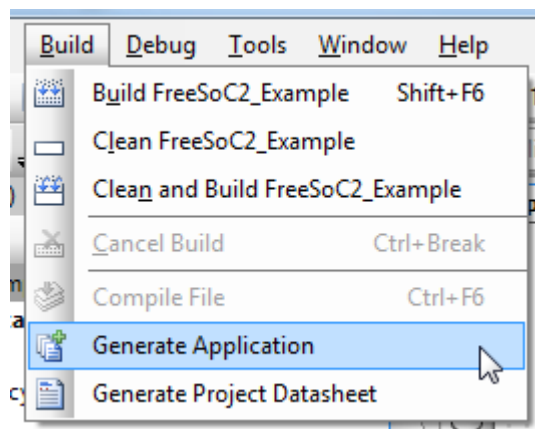 Build Debug Tools Window Help
Build FreeSoC2_Example Shift+F6
Clean FreeSoC2_Example
Clean and Build FreeSoC2_Example
Cancel Build Ctrl+Break
Compile File Ctrl+F6
Generate Application
Generate Project Datasheet